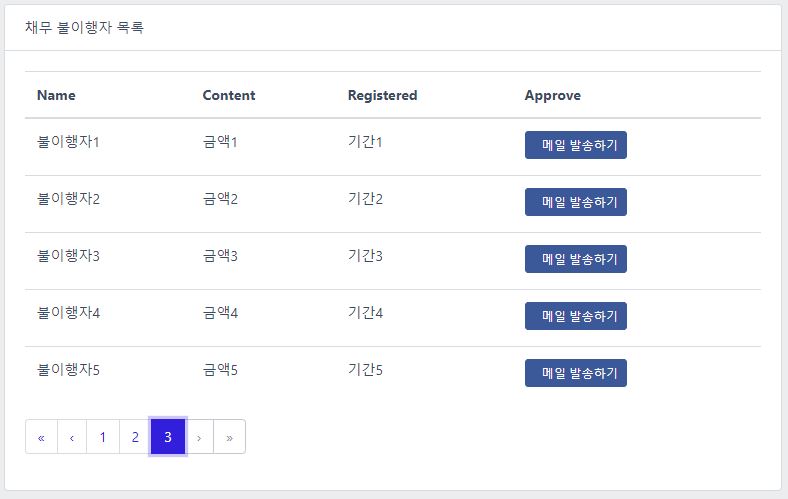 채무 불이행자 목록
Name Content Registered Approve
불이행자1 금액1 기간1 메일 발송하기
불이행자2 금액2 기간2 메일 발송하기
불이행자3 금액3 기간3 메일 발송하기
불이행자4 금액4 기간4 메일 발송하기
불이행자5 금액5 기간5 메일 발송하기
« ‹ 1 2 3 › »